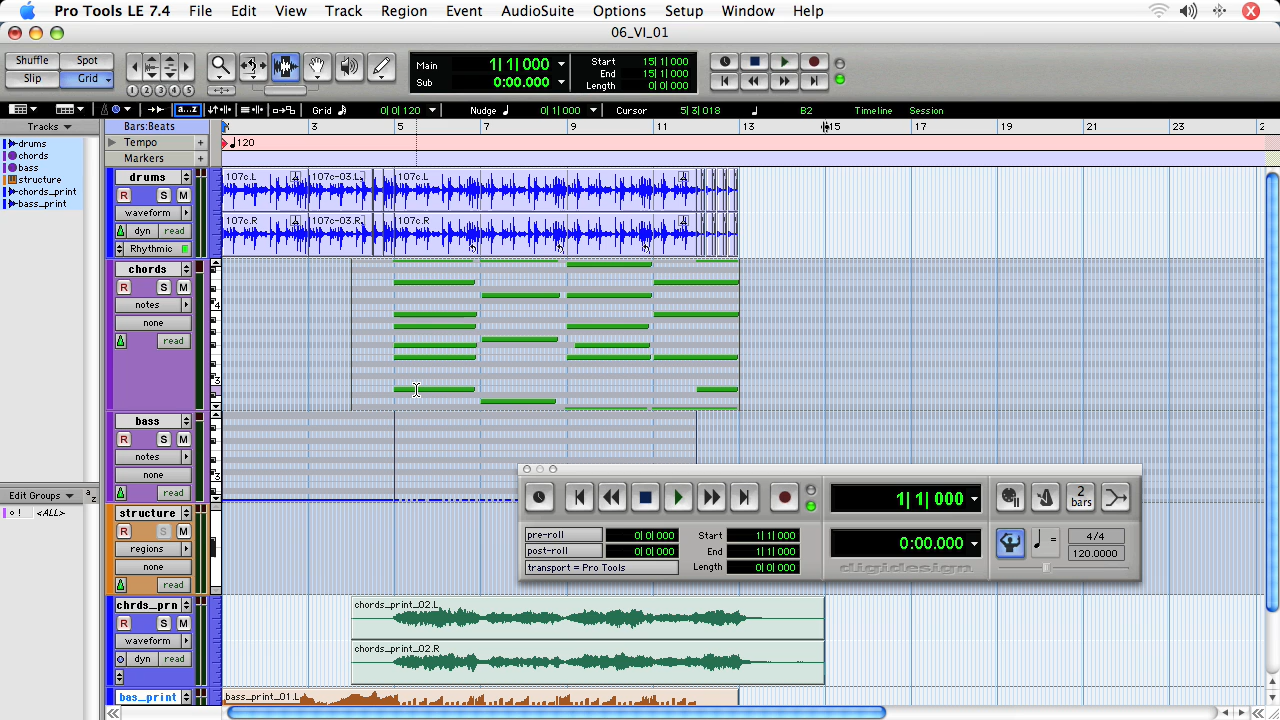 Pro Tools LE 7.4 File Edit View Track Region Event AudioSuite Options Setup Window Help
06_VI_01
Shuffle Spot
Slip Grid
1 2 3 4 5
Main 1| 1| 000
Sub 0:00.000
Start 15| 1| 000
End 15| 1| 000
Length 0| 0| 000
a...z Grid 0| 0| 120 Nudge 0| 1| 000 Cursor 5| 3| 018 B2 Timeline Session
Tracks
drums
chords
bass
structure
chords_print
bass_print
Edit Groups a z
! <ALL>
Bars:Beats 3 5 7 9 11 13 15 17 19 21 23
Tempo + 120
Markers +
drums
R S M
waveform
dyn read
Rhythmic
107c.L 107c-03.L 107c.L
107c.R 107c-03.R 107c.R
chords
R S M
notes
none
read
4
3
bass
R S M
notes
none
read
3
structure
R S M
regions
none
read
chrds_prn
R S M
waveform
dyn read
chords_print_02.L
chords_print_02.R
bas_print
bass_print_01.L
1| 1| 000
2 bars
pre-roll 0| 0| 000
post-roll 0| 0| 000
transport = Pro Tools
Start 1| 1| 000
End 1| 1| 000
Length 0| 0| 000
0:00.000
digidesign
= 4/4
120.0000